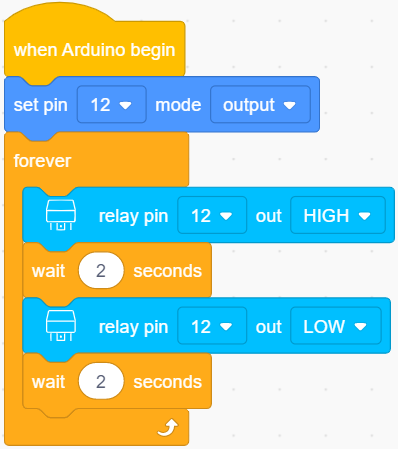 when Arduino begin
set pin 12 mode output
forever
relay pin 12 out HIGH
wait 2 seconds
relay pin 12 out LOW
wait 2 seconds